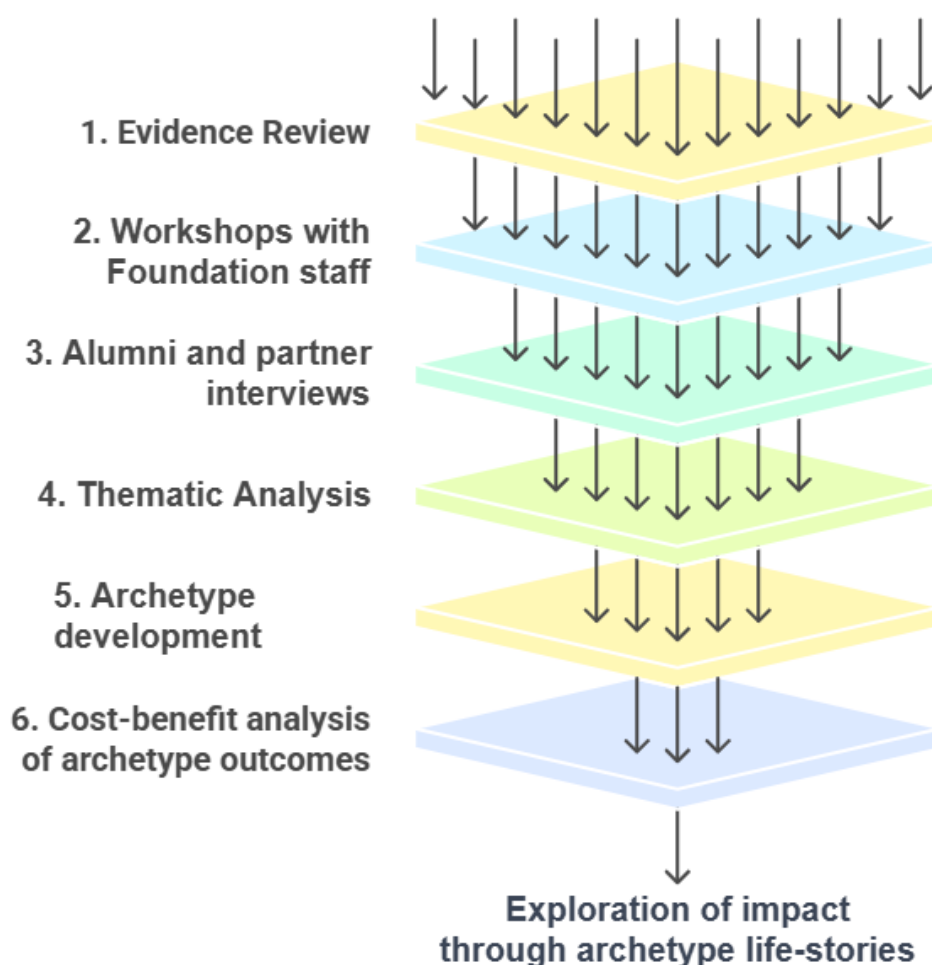 1. Evidence Review
2. Workshops with
Foundation staff
3. Alumni and partner
interviews
4. Thematic Analysis
5. Archetype
development
6. Cost-benefit analysis
of archetype outcomes
Exploration of impact
through archetype life-stories